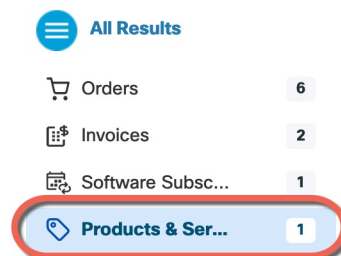 All Results
Orders 6
Invoices 2
Software Subsc... 1
Products & Ser... 1